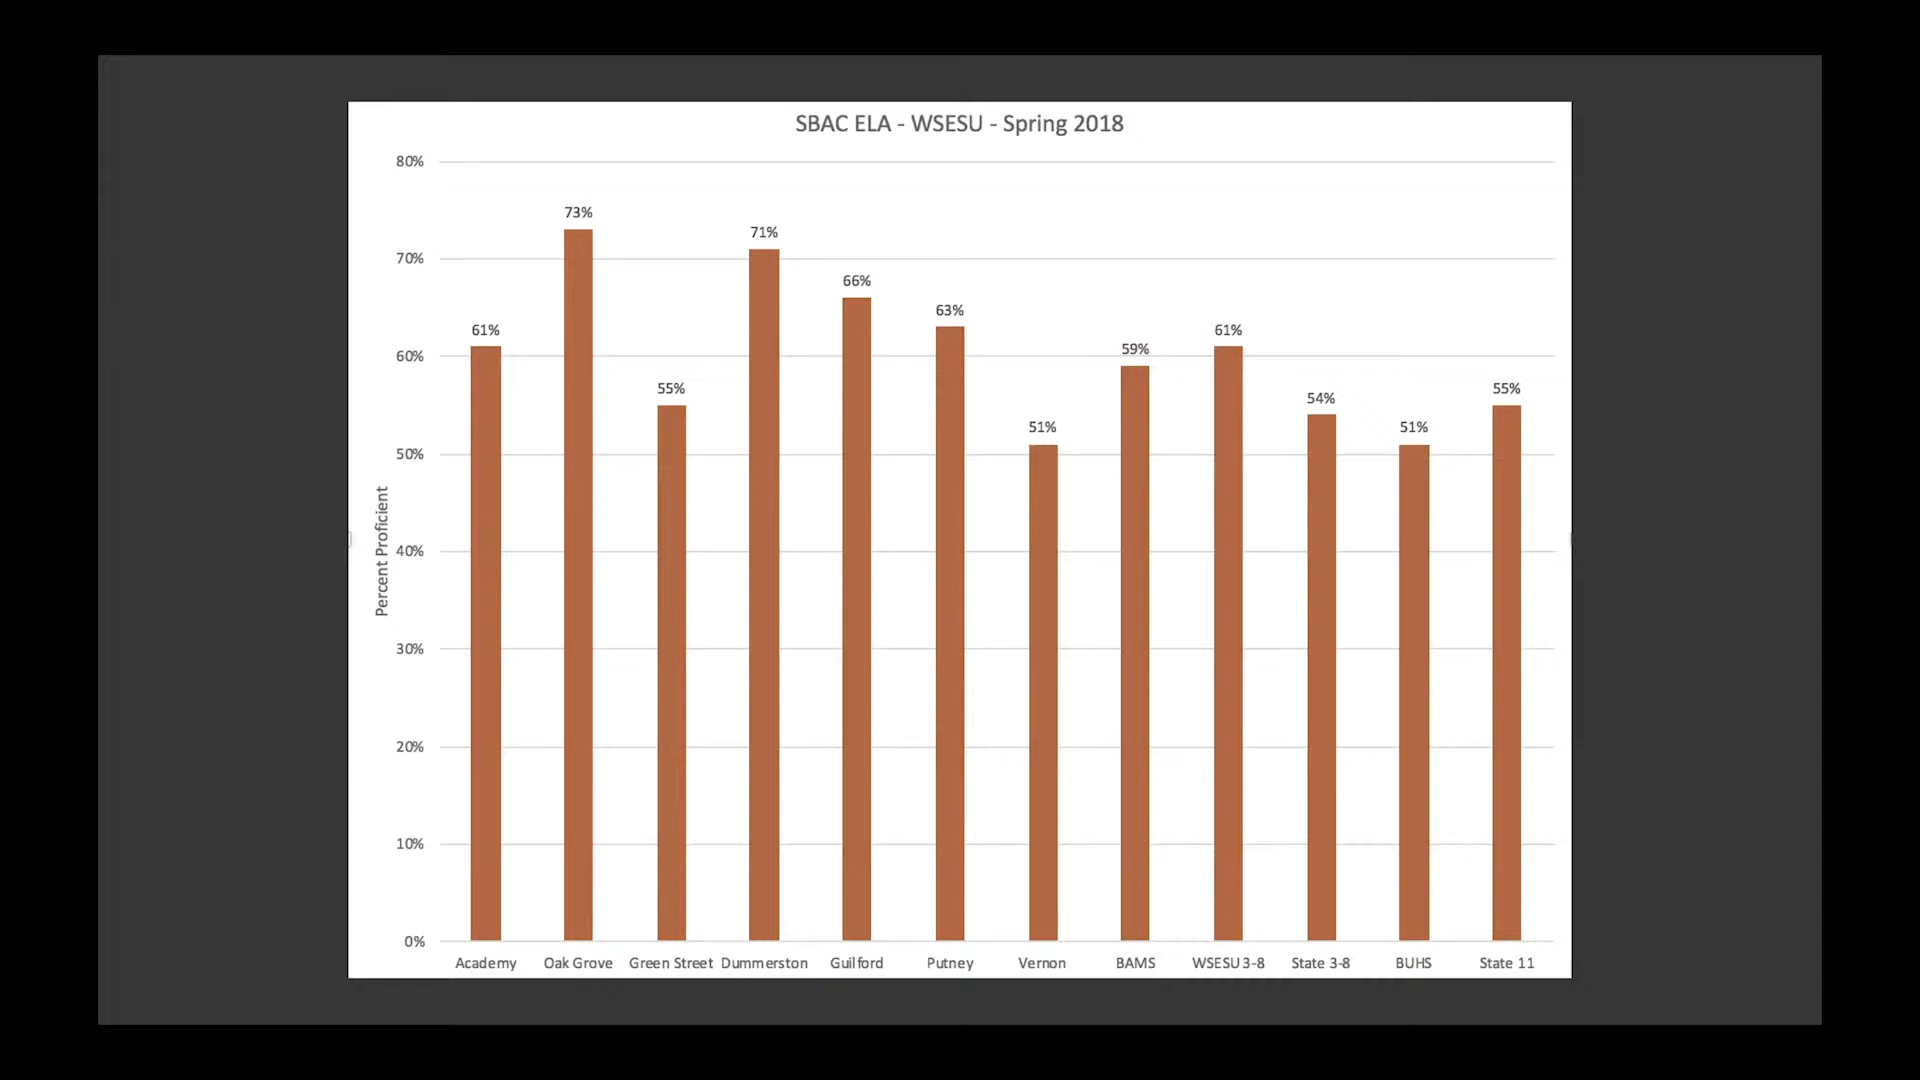 SBAC ELA - WSESU - Spring 2018
80%
70%
60%
50%
40%
30%
20%
10%
0%
Percent Proficient
61%
73%
55%
71%
66%
63%
51%
59%
61%
54%
51%
55%
Academy
Oak Grove
Green Street
Dummerston
Guilford
Putney
Vernon
BAMS
WSESU 3-8
State 3-8
BUHS
State 11